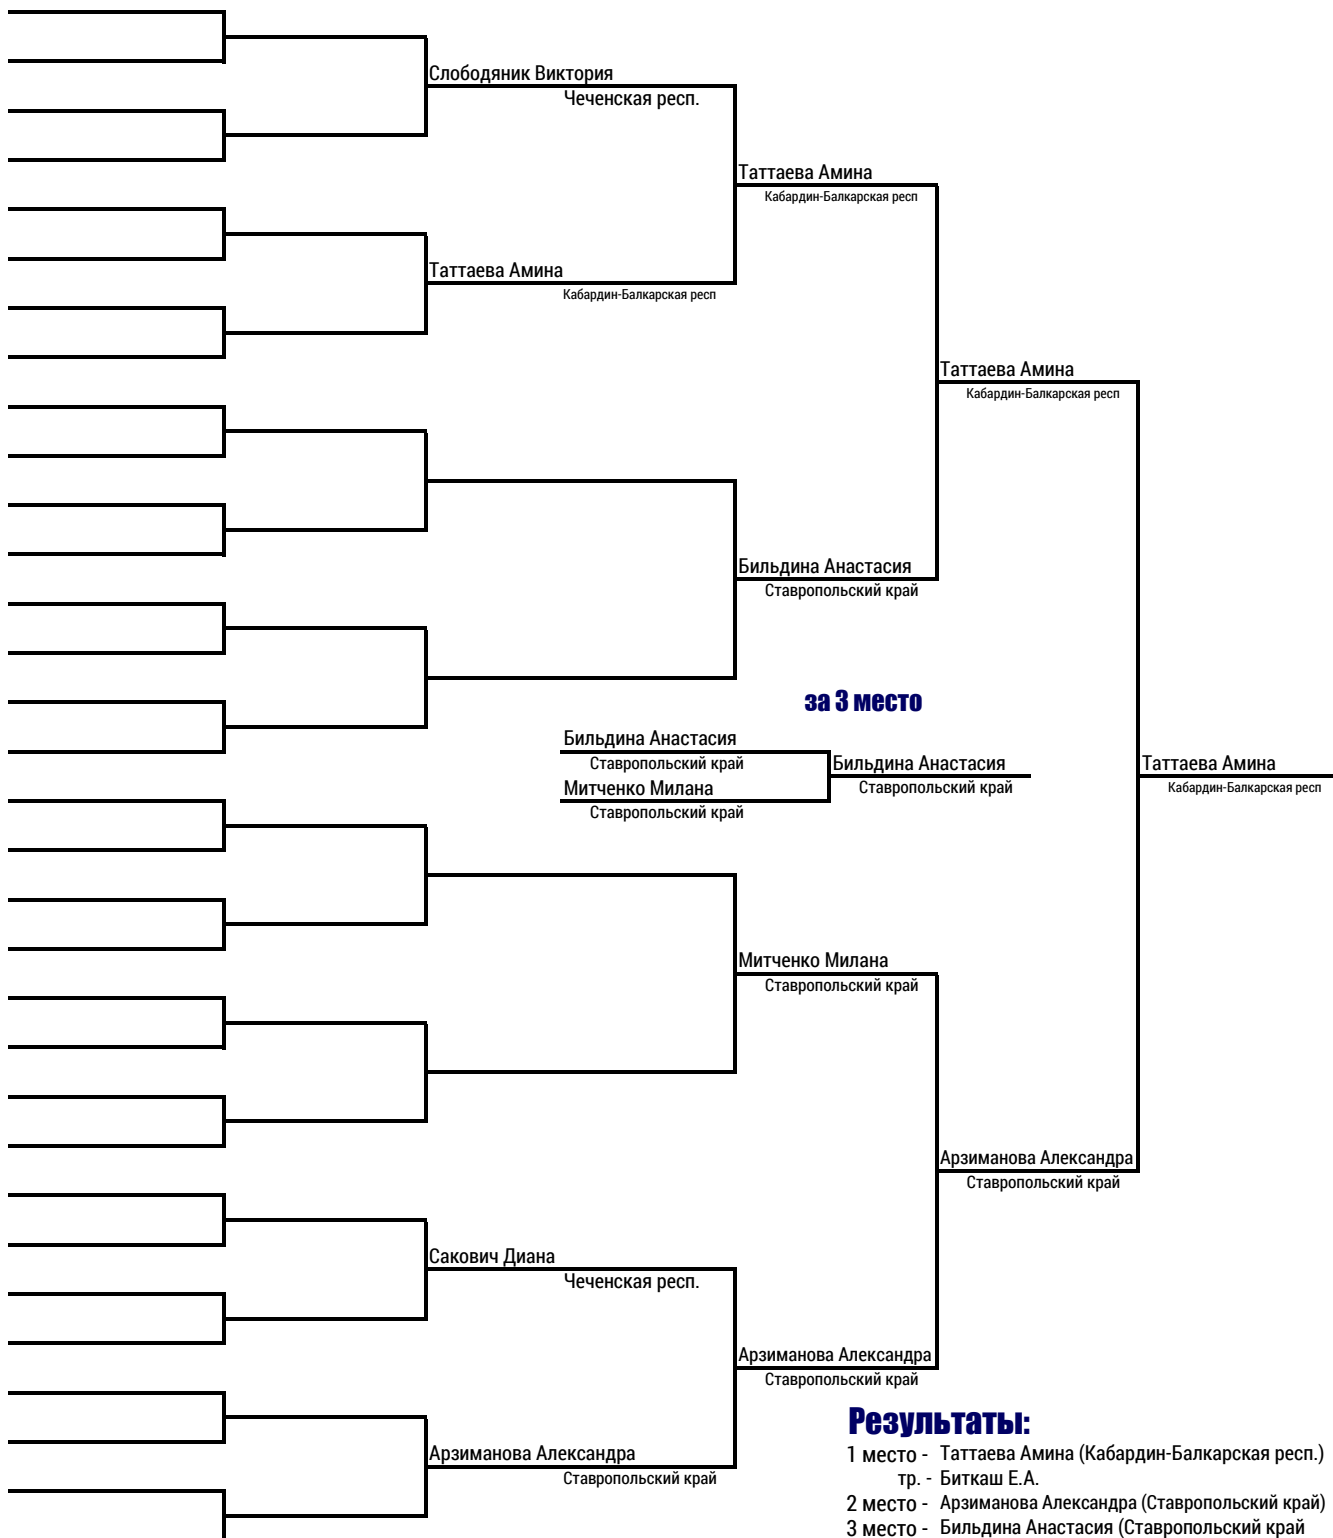 Слободяник Виктория
Чеченская респ.
Таттаева Амина
Кабардин-Балкарская респ
Таттаева Амина
Кабардин-Балкарская респ
Таттаева Амина
Кабардин-Балкарская респ
Бильдина Анастасия
Ставропольский край
за 3 место
Бильдина Анастасия
Ставропольский край
Бильдина Анастасия
Ставропольский край
Митченко Милана
Ставропольский край
Таттаева Амина
Кабардин-Балкарская респ
Митченко Милана
Ставропольский край
Арзиманова Александра
Ставропольский край
Сакович Диана
Чеченская респ.
Арзиманова Александра
Ставропольский край
Арзиманова Александра
Ставропольский край
Результаты:
1 место - Таттаева Амина (Кабардин-Балкарская респ.)
тр. - Биткаш Е.А.
2 место - Арзиманова Александра (Ставропольский край)
3 место - Бильдина Анастасия (Ставропольский край